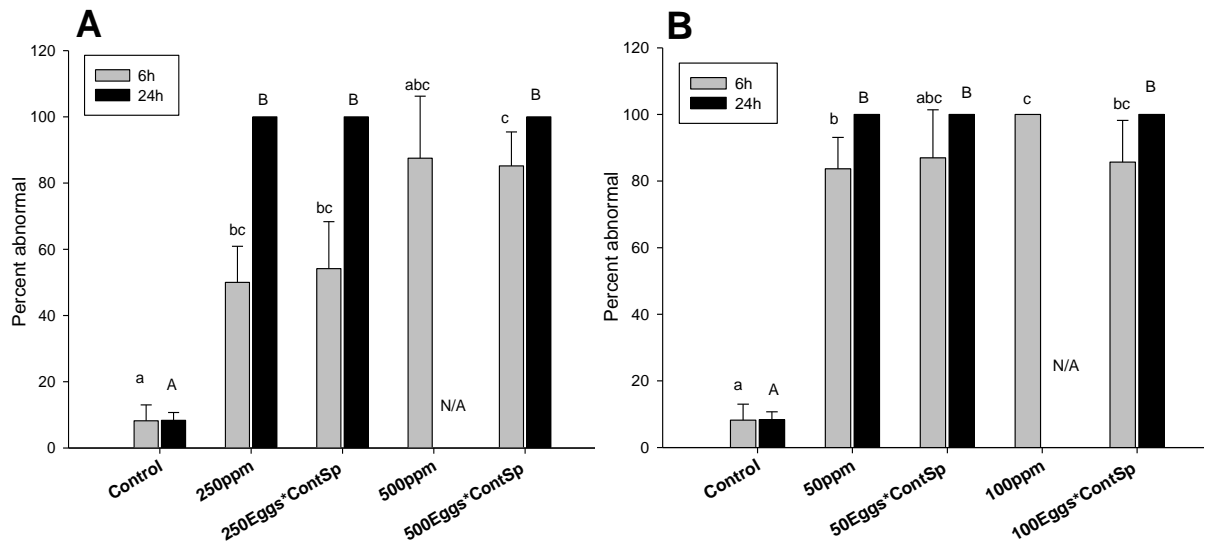 A
Percent abnormal
120
100
80
60
40
20
0
6h
24h
a
A
bc
B
bc
B
abc
N/A
c
B
Control
250ppm
250Eggs*ContSp
500ppm
500Eggs*ContSp
B
Percent abnormal
120
100
80
60
40
20
0
6h
24h
a
A
b
B
abc
B
c
N/A
bc
B
Control
50ppm
50Eggs*ContSp
100ppm
100Eggs*ContSp